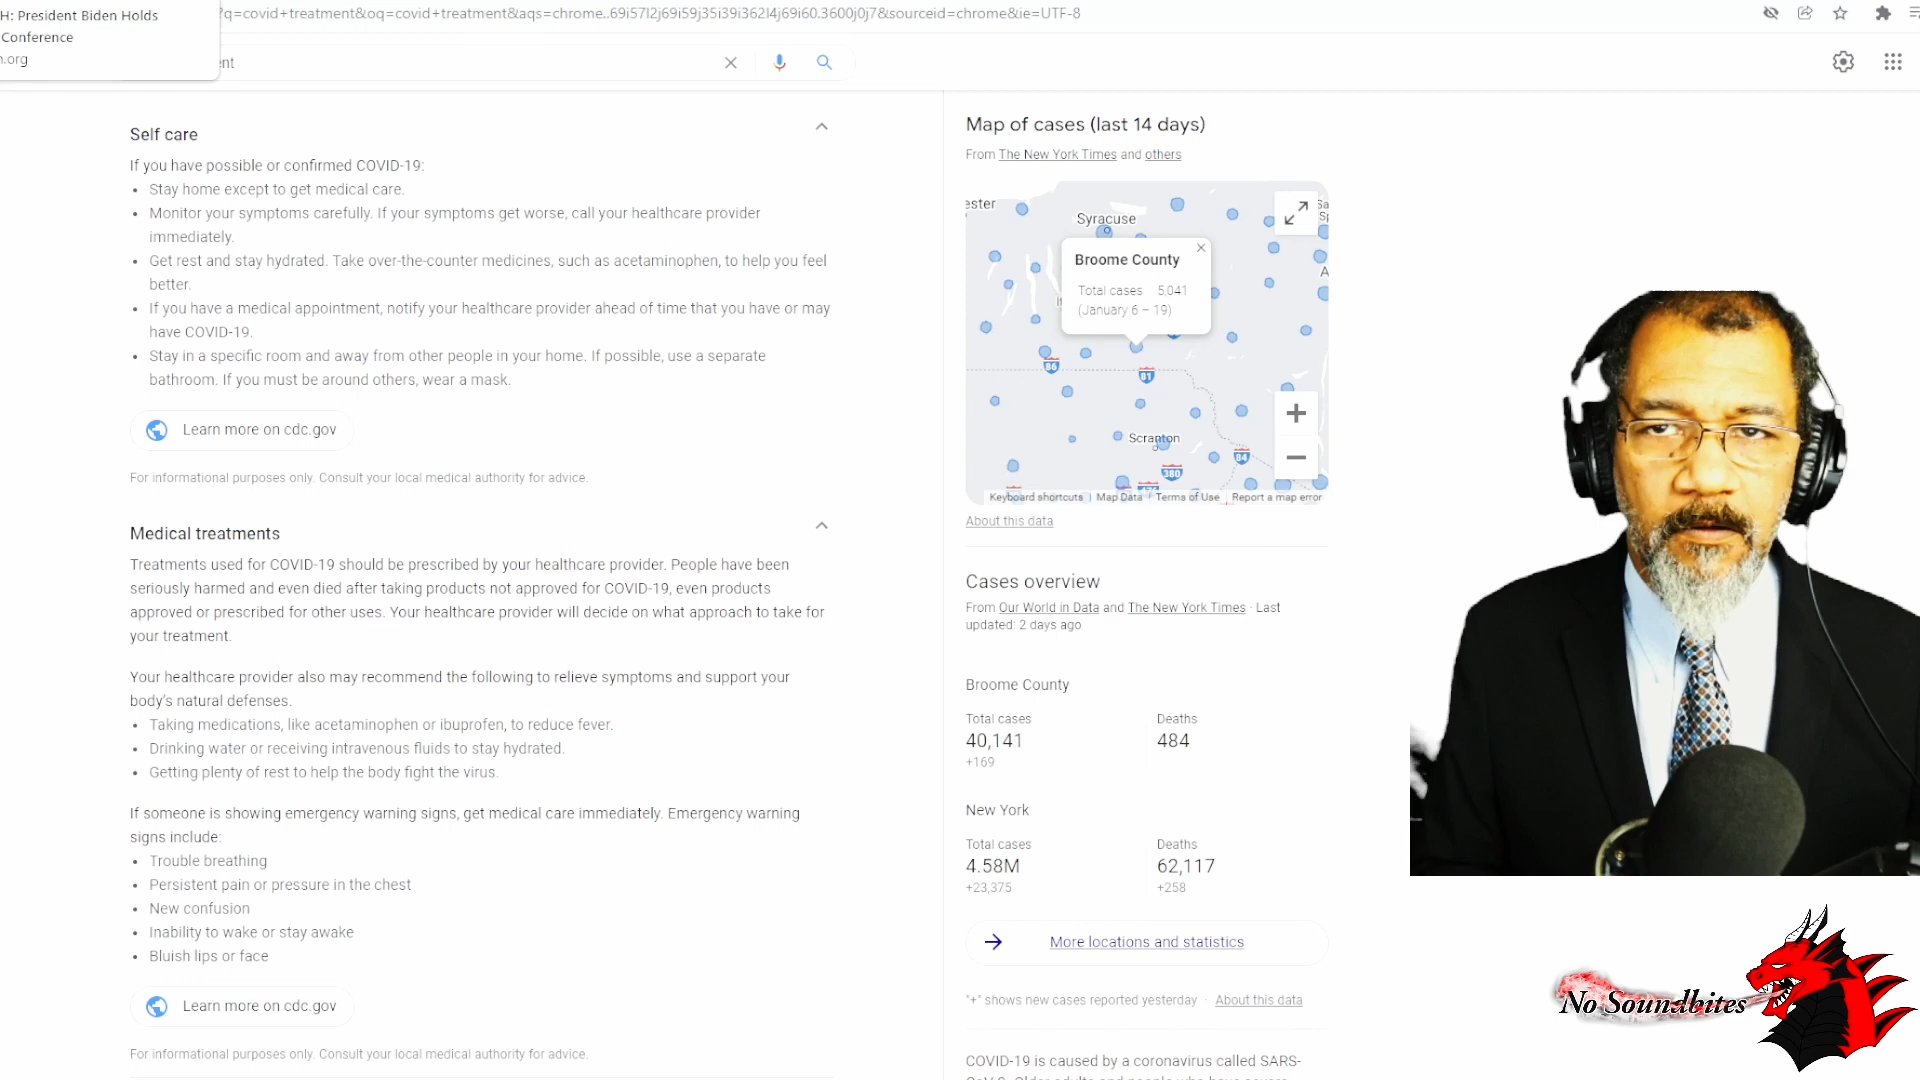 H: President Biden Holds
Conference
n.org
?q=covid+treatment&oq=covid+treatment&aqs=chrome..69i57l2j69i59j35i39i362l4j69i60.3600j0j7&sourceid=chrome&ie=UTF-8
ent
Self care
If you have possible or confirmed COVID-19:
• Stay home except to get medical care.
• Monitor your symptoms carefully. If your symptoms get worse, call your healthcare provider
immediately.
• Get rest and stay hydrated. Take over-the-counter medicines, such as acetaminophen, to help you feel
better.
• If you have a medical appointment, notify your healthcare provider ahead of time that you have or may
have COVID-19.
• Stay in a specific room and away from other people in your home. If possible, use a separate
bathroom. If you must be around others, wear a mask.
Learn more on cdc.gov
For informational purposes only. Consult your local medical authority for advice.
Medical treatments
Treatments used for COVID-19 should be prescribed by your healthcare provider. People have been
seriously harmed and even died after taking products not approved for COVID-19, even products
approved or prescribed for other uses. Your healthcare provider will decide on what approach to take for
your treatment.
Your healthcare provider also may recommend the following to relieve symptoms and support your
body's natural defenses.
• Taking medications, like acetaminophen or ibuprofen, to reduce fever.
• Drinking water or receiving intravenous fluids to stay hydrated.
• Getting plenty of rest to help the body fight the virus.
If someone is showing emergency warning signs, get medical care immediately. Emergency warning
signs include:
• Trouble breathing
• Persistent pain or pressure in the chest
• New confusion
• Inability to wake or stay awake
• Bluish lips or face
Learn more on cdc.gov
For informational purposes only. Consult your local medical authority for advice.
Map of cases (last 14 days)
From The New York Times and others
ester
Syracuse
Sa
Sp
A
Broome County
Total cases 5,041
(January 6 – 19)
It
86
81
Scranton
84
380
Keyboard shortcuts Map Data Terms of Use Report a map error
About this data
Cases overview
From Our World in Data and The New York Times · Last
updated: 2 days ago
Broome County
Total cases Deaths
40,141 484
+169
New York
Total cases Deaths
4.58M 62,117
+23,375 +258
More locations and statistics
"+" shows new cases reported yesterday · About this data
COVID-19 is caused by a coronavirus called SARS-
CoV-2. Older adults and people who have severe
No Soundbites